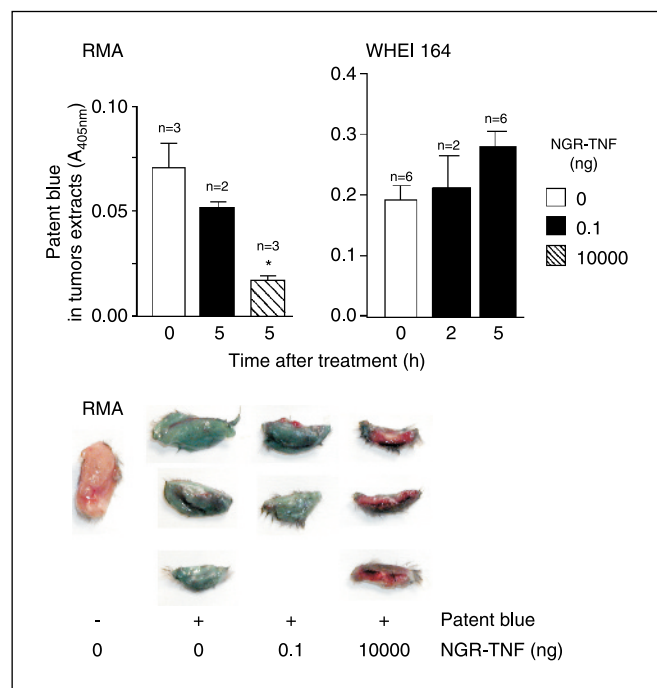 RMA
WHEI 164
Patent blue
in tumors extracts (A405nm)
0.10
0.05
0.00
n=3
n=2
n=3
*
0 5 5
0.4
0.3
0.2
0.1
0.0
n=6
n=2
n=6
0 2 5
Time after treatment (h)
NGR-TNF
(ng)
0
0.1
10000
RMA
- + + + Patent blue
0 0 0.1 10000 NGR-TNF (ng)